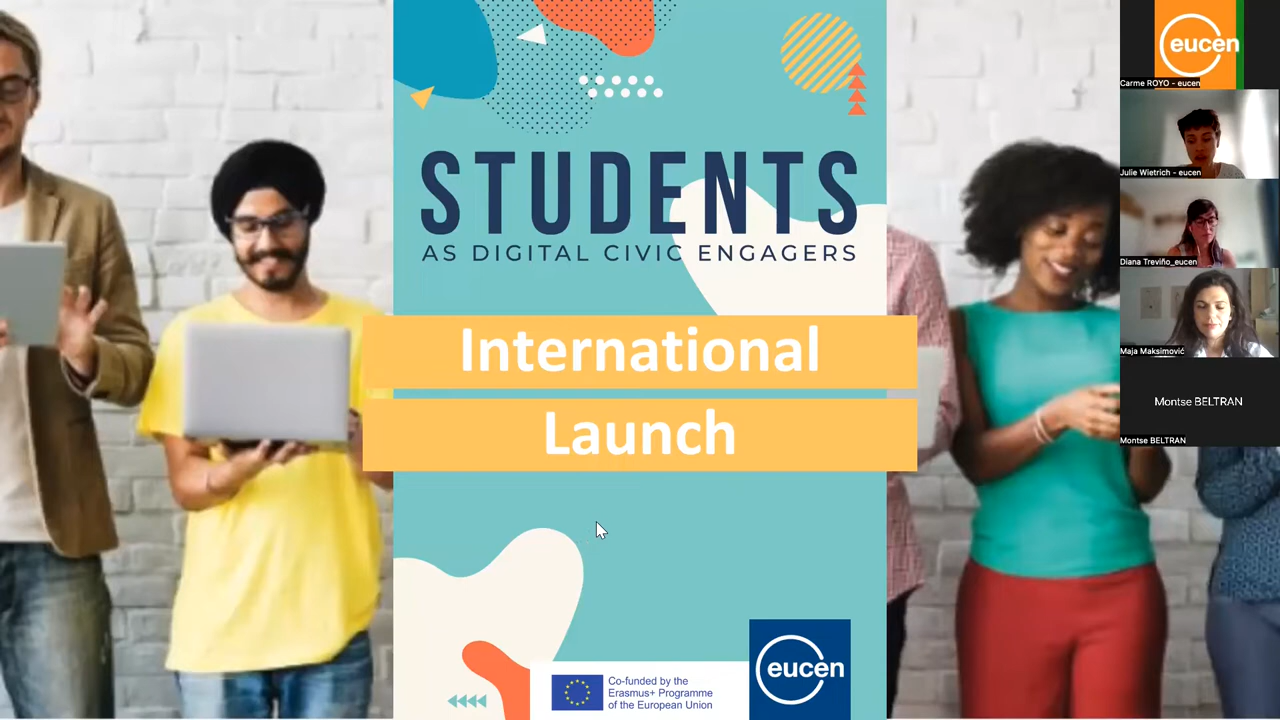 STUDENTS
AS DIGITAL CIVIC ENGAGERS
International
Launch
Co-funded by the
Erasmus+ Programme
of the European Union
eucen
eucen
Carme ROYO - eucen
Julie Wietrich - eucen
Diana Treviño_eucen
Maja Maksimović
Montse BELTRAN
Montse BELTRAN